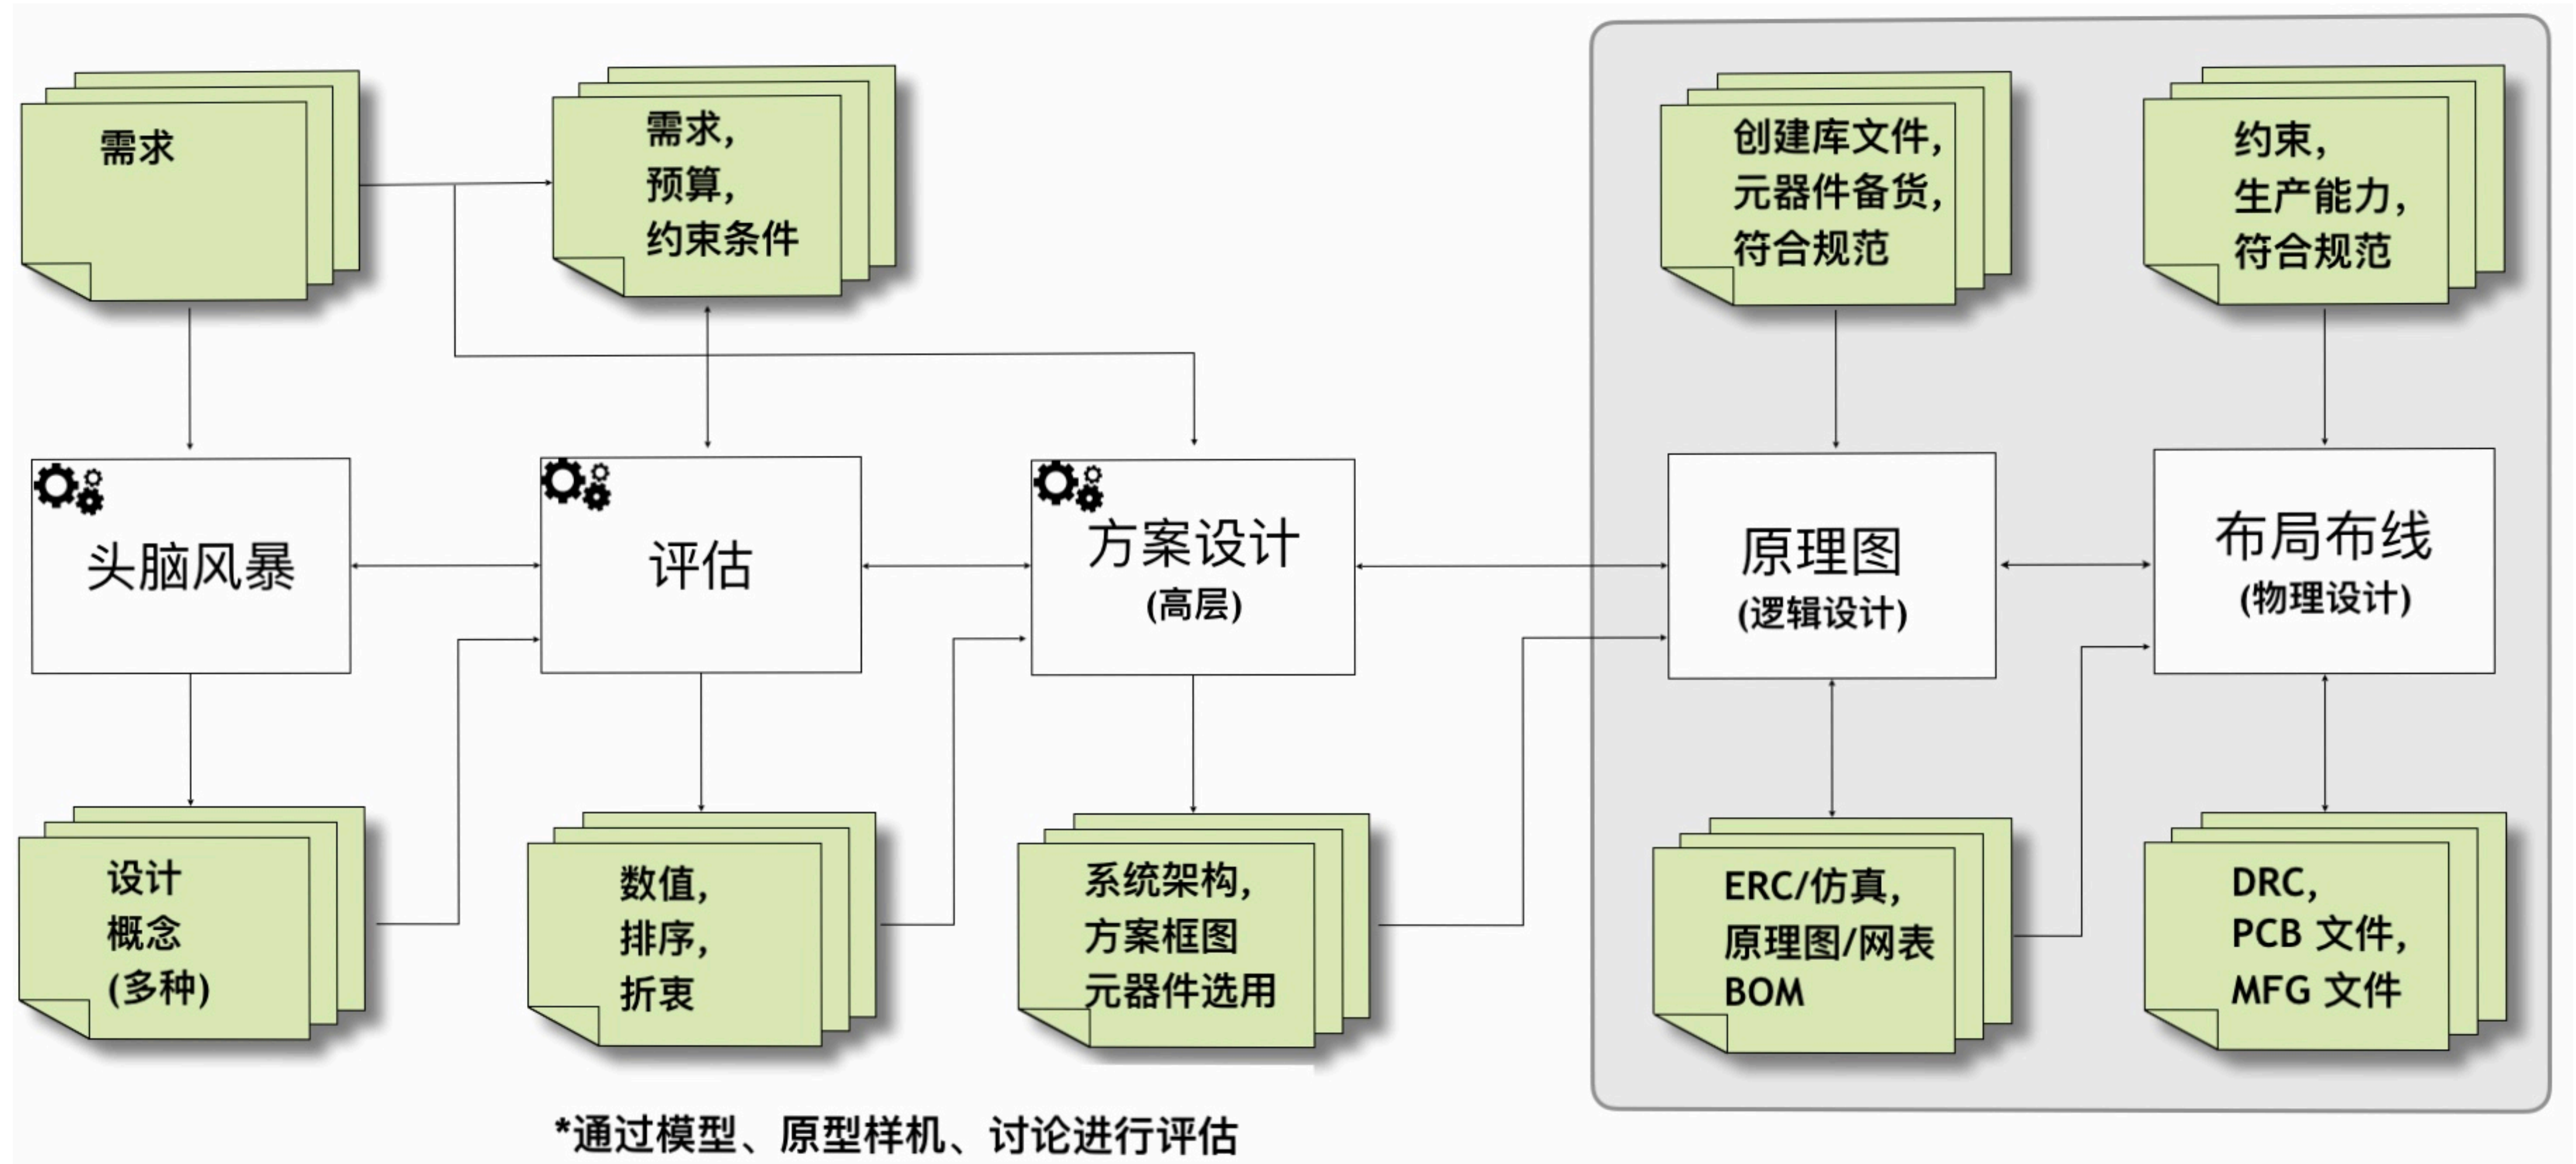 需求
需求，
预算，
约束条件
创建库文件，
元器件备货，
符合规范
约束，
生产能力，
符合规范
头脑风暴
评估
方案设计
(高层)
原理图
(逻辑设计)
布局布线
(物理设计)
设计
概念
(多种)
数值，
排序，
折衷
系统架构，
方案框图
元器件选用
ERC/仿真，
原理图/网表
BOM
DRC，
PCB 文件，
MFG 文件
*通过模型、原型样机、讨论进行评估